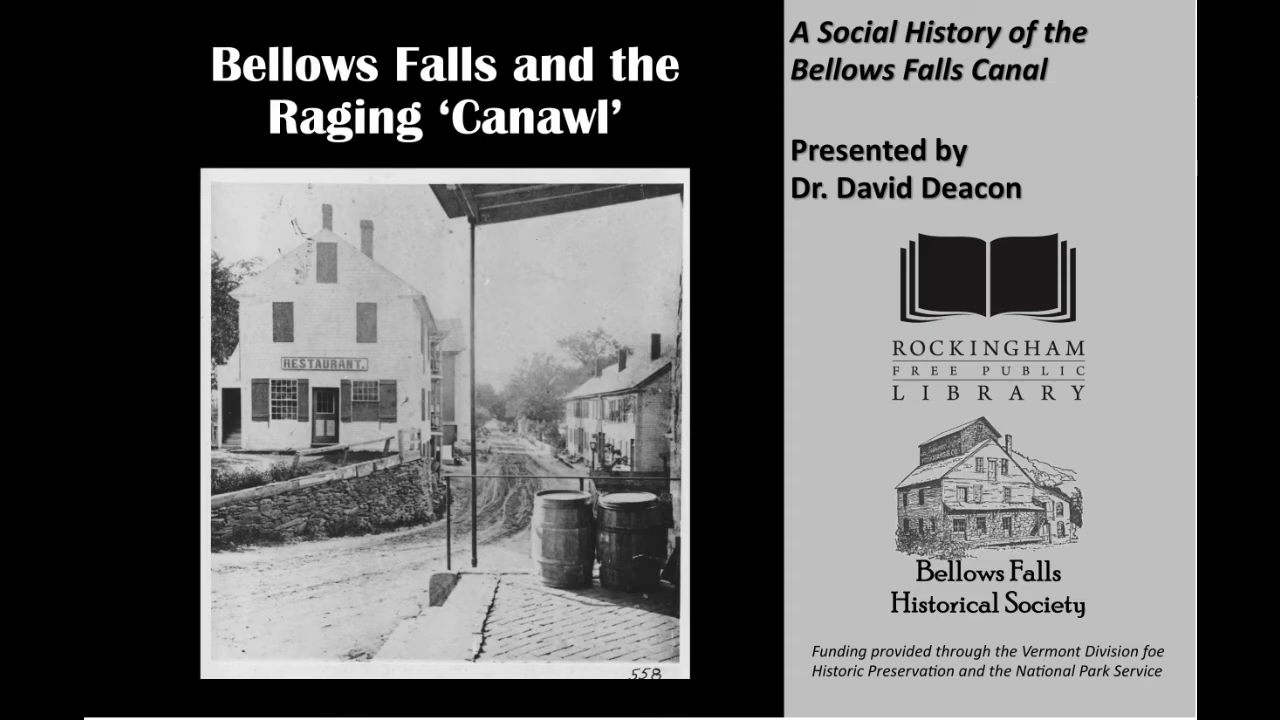 Bellows Falls and the
Raging ‘Canawl’
RESTAURANT.
558
A Social History of the
Bellows Falls Canal
Presented by
Dr. David Deacon
ROCKINGHAM
FREE PUBLIC
LIBRARY
Bellows Falls
Historical Society
Funding provided through the Vermont Division foe
Historic Preservation and the National Park Service